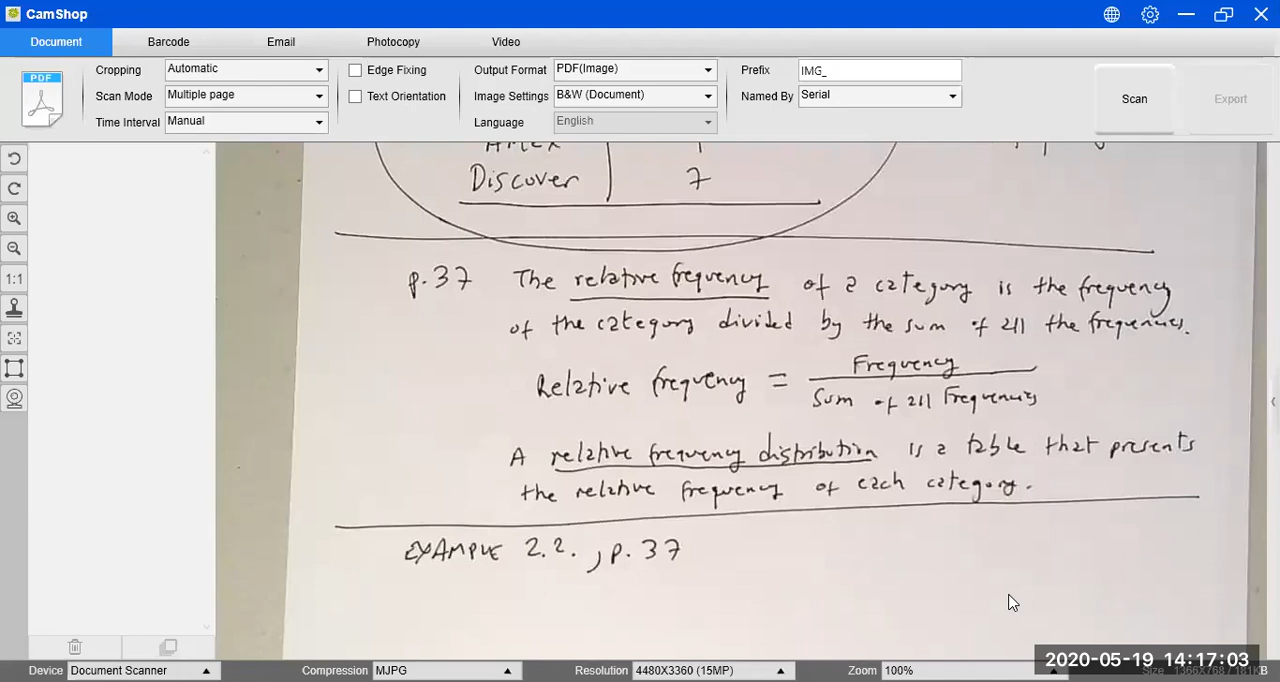 CamShop
Document Barcode Email Photocopy Video
PDF
Cropping Automatic
Scan Mode Multiple page
Time Interval Manual
Edge Fixing
Text Orientation
Output Format PDF(Image)
Image Settings B&W (Document)
Language English
Prefix IMG_
Named By Serial
Scan
Export
1:1
Amex
Discover 7
p.37 The relative frequency of a category is the frequency
of the category divided by the sum of all the frequencies.
Relative frequency = Frequency
Sum of all Frequencies
A relative frequency distribution is a table that presents
the relative frequency of each category.
EXAMPLE 2.2., p.37
2020-05-19 14:17:03
Device Document Scanner Compression MJPG Resolution 4480X3360 (15MP) Zoom 100% Size 1366x768 / 181KB